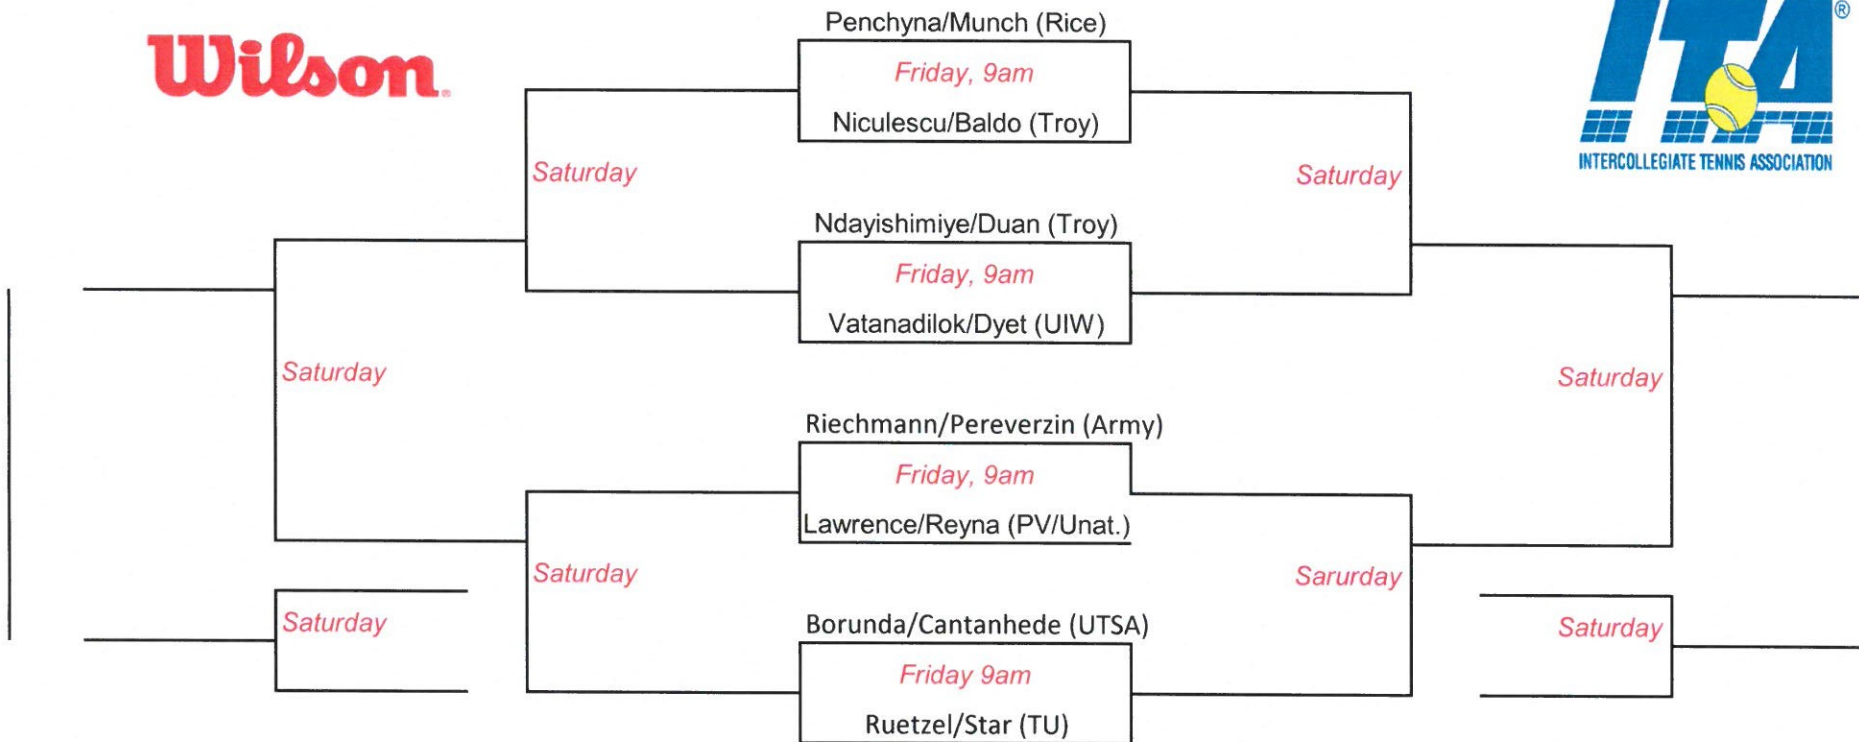 Wilson®
Penchyna/Munch (Rice)
Friday, 9am
Niculescu/Baldo (Troy)
ITA®
INTERCOLLEGIATE TENNIS ASSOCIATION
Saturday
Saturday
Ndayishimiye/Duan (Troy)
Friday, 9am
Vatanadilok/Dyet (UIW)
Saturday
Saturday
Riechmann/Pereverzin (Army)
Friday, 9am
Lawrence/Reyna (PV/Unat.)
Saturday
Sarurday
Saturday
Borunda/Cantanhede (UTSA)
Saturday
Friday 9am
Ruetzel/Star (TU)